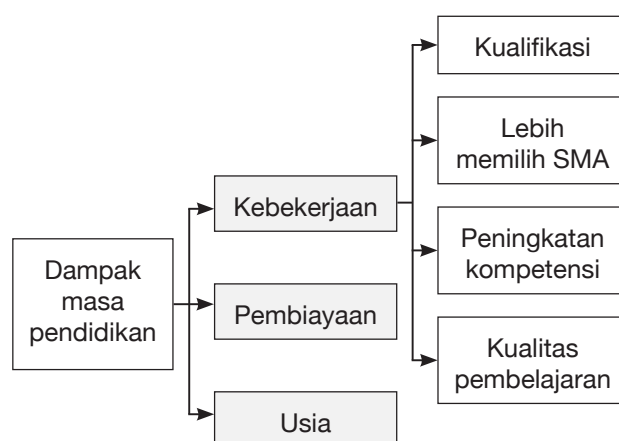 Dampak
masa
pendidikan
Kebekerjaan
Pembiayaan
Usia
Kualifikasi
Lebih
memilih SMA
Peningkatan
kompetensi
Kualitas
pembelajaran